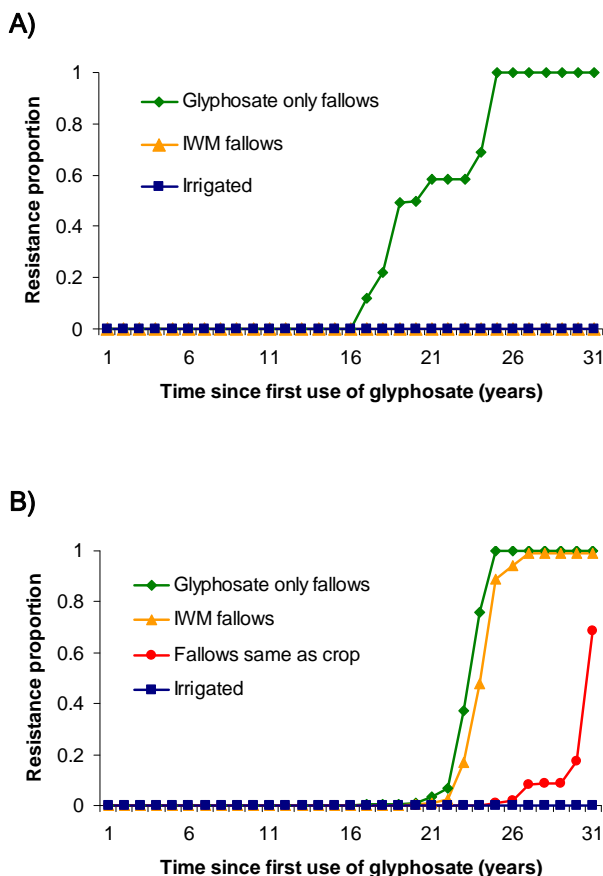 A)
Resistance proportion
1
0.8
0.6
0.4
0.2
0
Glyphosate only fallows
IWM fallows
Irrigated
1 6 11 16 21 26 31
Time since first use of glyphosate (years)
B)
Resistance proportion
1
0.8
0.6
0.4
0.2
0
Glyphosate only fallows
IWM fallows
Fallows same as crop
Irrigated
1 6 11 16 21 26 31
Time since first use of glyphosate (years)